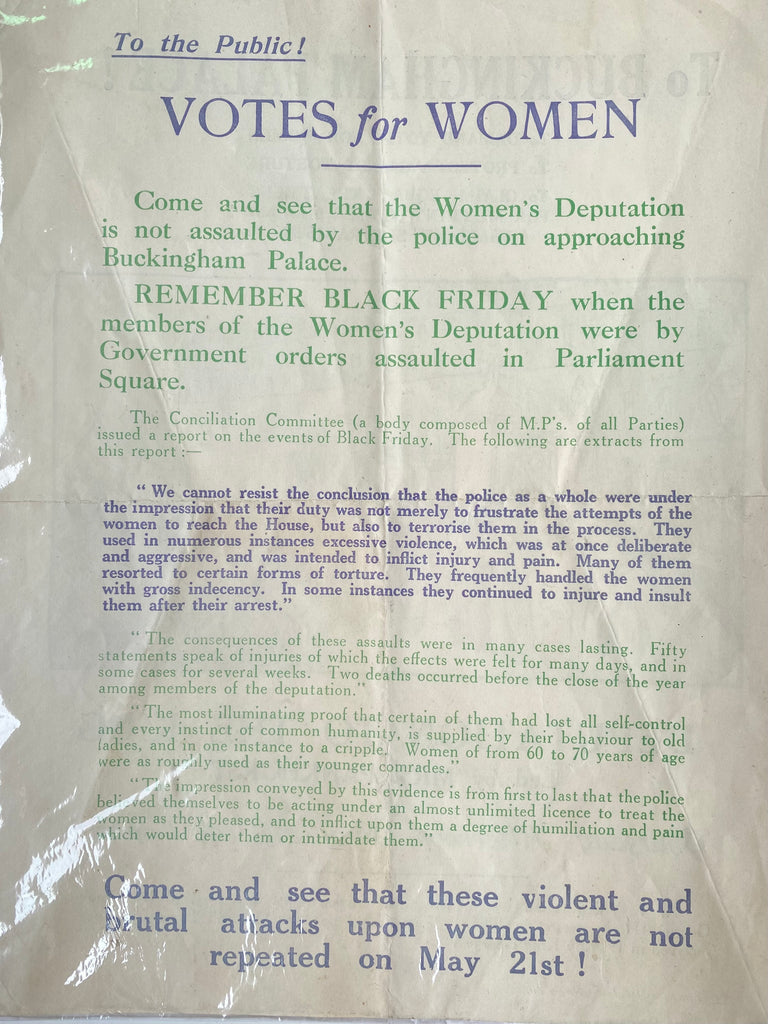 To the Public!
VOTES for WOMEN
Come and see that the Women's Deputation
is not assaulted by the police on approaching
Buckingham Palace.
REMEMBER BLACK FRIDAY when the
members of the Women's Deputation were by
Government orders assaulted in Parliament
Square.
The Conciliation Committee (a body composed of M.P's. of all Parties)
issued a report on the events of Black Friday. The following are extracts from
this report :—
" We cannot resist the conclusion that the police as a whole were under
the impression that their duty was not merely to frustrate the attempts of the
women to reach the House, but also to terrorise them in the process. They
used in numerous instances excessive violence, which was at once deliberate
and aggressive, and was intended to inflict injury and pain. Many of them
resorted to certain forms of torture. They frequently handled the women
with gross indecency. In some instances they continued to injure and insult
them after their arrest."
" The consequences of these assaults were in many cases lasting. Fifty
statements speak of injuries of which the effects were felt for many days, and in
some cases for several weeks. Two deaths occurred before the close of the year
among members of the deputation."
" The most illuminating proof that certain of them had lost all self-control
and every instinct of common humanity, is supplied by their behaviour to old
ladies, and in one instance to a cripple. Women of from 60 to 70 years of age
were as roughly used as their younger comrades."
" The impression conveyed by this evidence is from first to last that the police
believed themselves to be acting under an almost unlimited licence to treat the
women as they pleased, and to inflict upon them a degree of humiliation and pain
which would deter them or intimidate them."
Come and see that these violent and
brutal attacks upon women are not
repeated on May 21st !